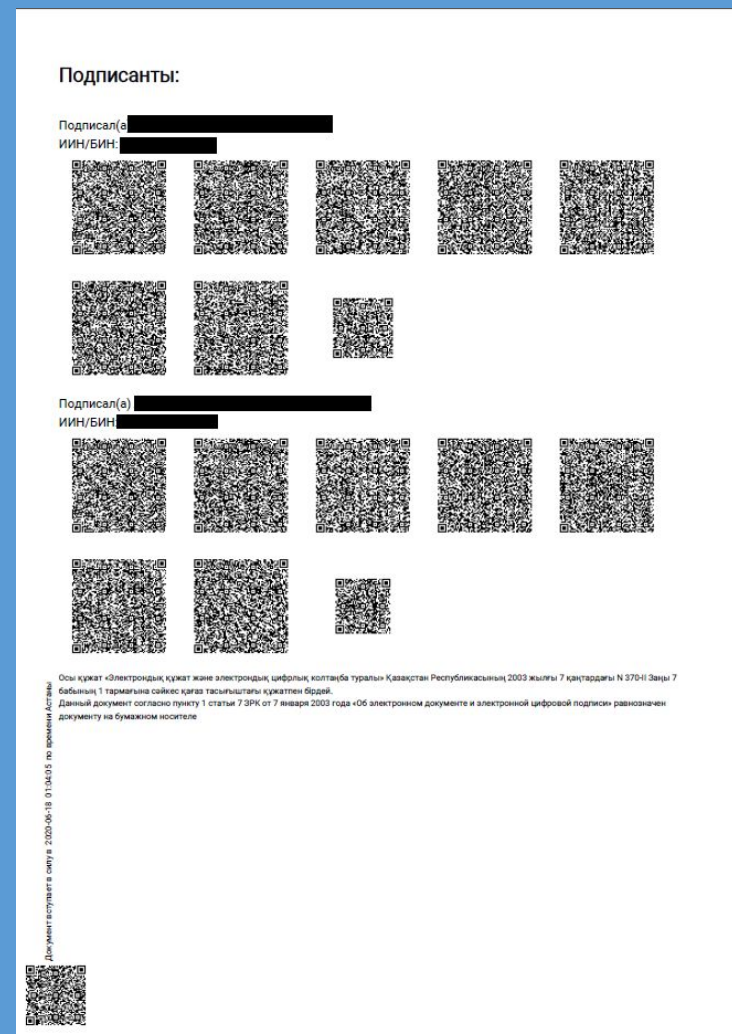 Подписанты:
Подписал(а
ИИН/БИН:
Подписал(а)
ИИН/БИН
Осы құжат «Электрондық құжат және электрондық цифрлық колтаңба туралы» Қазақстан Республикасының 2003 жылғы 7 қаңтардағы N 370-II Заңы 7
бабының 1 тармағына сәйкес қағаз тасығыштағы құжатпен бірдей.
Данный документ согласно пункту 1 статьи 7 ЗРК от 7 января 2003 года «Об электронном документе и электронной цифровой подписи» равнозначен
документу на бумажном носителе
Документ вступает в силу в 2020-06-18 01:04:05 по времени Астаны